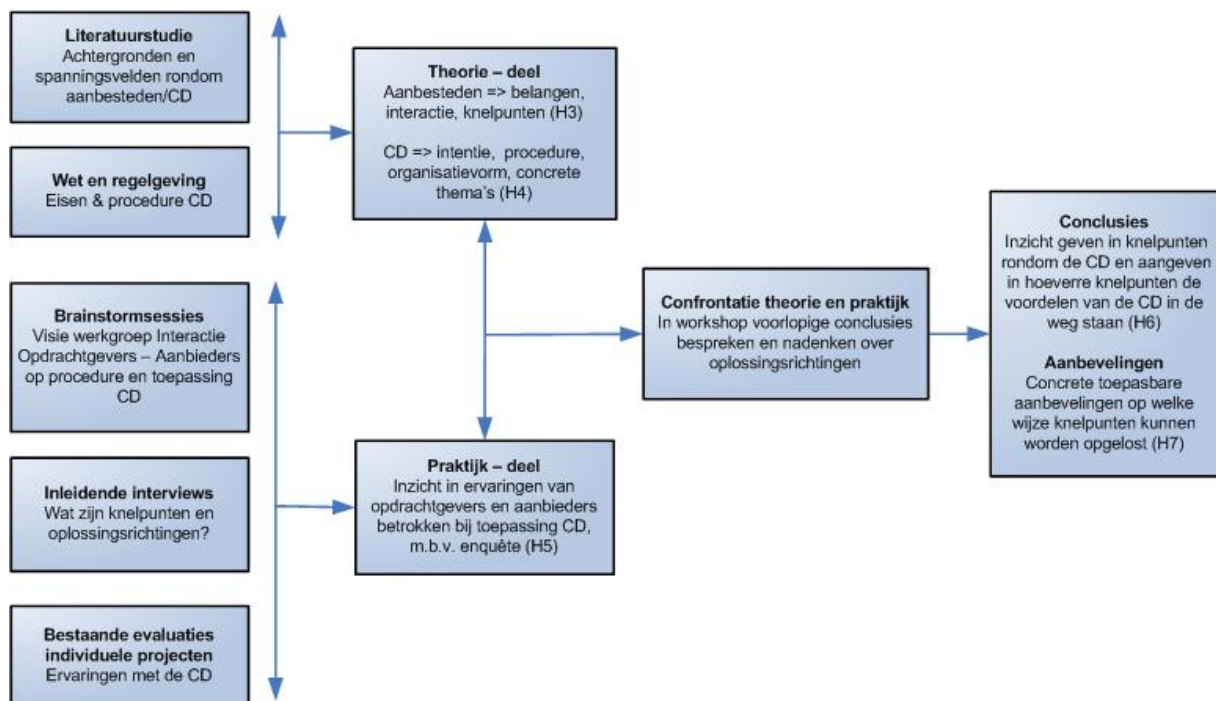 Literatuurstudie
Achtergronden en
spanningsvelden rondom
aanbesteden/CD
Wet en regelgeving
Eisen & procedure CD
Brainstormsessies
Visie werkgroep Interactie
Opdrachtgevers – Aanbieders
op procedure en toepassing
CD
Inleidende interviews
Wat zijn knelpunten en
oplossingsrichtingen?
Bestaande evaluaties
individuele projecten
Ervaringen met de CD
Theorie – deel
Aanbesteden => belangen,
interactie, knelpunten (H3)
CD => intentie, procedure,
organisatievorm, concrete
thema's (H4)
Praktijk – deel
Inzicht in ervaringen van
opdrachtgevers en aanbieders
betrokken bij toepassing CD,
m.b.v. enquête (H5)
Confrontatie theorie en praktijk
In workshop voorlopige conclusies
bespreken en nadenken over
oplossingsrichtingen
Conclusies
Inzicht geven in knelpunten
rondom de CD en aangeven
in hoeverre knelpunten de
voordelen van de CD in de
weg staan (H6)
Aanbevelingen
Concrete toepasbare
aanbevelingen op welke
wijze knelpunten kunnen
worden opgelost (H7)